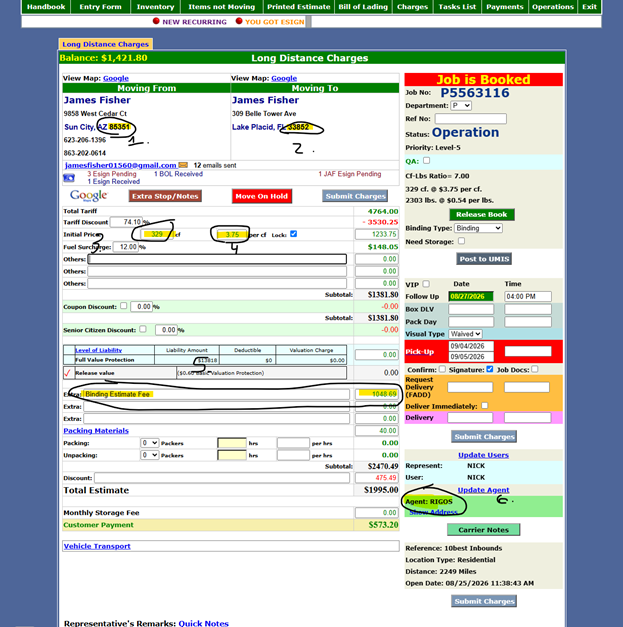 Handbook Entry Form Inventory Items not Moving Printed Estimate Bill of Lading Charges Tasks List Payments Operations Exit
NEW RECURRING YOU GOT ESIGN
Long Distance Charges
Balance: $1,421.80 Long Distance Charges
View Map: Google View Map: Google
Moving From Moving To
James Fisher James Fisher
9858 West Cedar Ct 309 Belle Tower Ave
Sun City, AZ 85351 Lake Placid, FL 33852
623-206-1396 1. 2.
863-202-0614
jamesfisher01560@gmail.com 12 emails sent
3 Esign Pending 1 BOL Received 1 JAF Esign Pending
1 Esign Received
Google Extra Stop/Notes Move On Hold Submit Charges
Total Tariff 4764.00
Tariff Discount 74.10 % - 3530.25
Initial Price: 329 cf 3.75 per cf Lock: 1233.75
3. 4
Fuel Surcharge: 12.00 % $148.05
Others: 0.00
Others: 0.00
Others: 0.00
Subtotal: $1381.80
Coupon Discount: 0.00 % -0.00
Subtotal: $1381.80
Senior Citizen Discount: 0.00 % -0.00
Level of Liability Liability Amount Deductible Valuation Charge
Full Value Protection $13818 $0 $0.00 0.00
5
Release value ($0.60 Basic Valuation Protection) 0.00
Extra: Binding Estimate Fee 1048.69
Extra: 0.00
Extra: 0.00
Packing Materials 40.00
Packing: 0 Packers hrs per hrs 0.00
Unpacking: 0 Packers hrs per hrs 0.00
Subtotal: $2470.49
Discount: 475.49
Total Estimate $1995.00
Monthly Storage Fee 0.00
Customer Payment $573.20
Vehicle Transport
Representative's Remarks: Quick Notes
Job is Booked
Job No: P5563116
Department: P
Ref No:
Status: Operation
Priority: Level-5
QA:
Cf-Lbs Ratio= 7.00
329 cf. @ $3.75 per cf.
2303 lbs. @ $0.54 per lbs.
Release Book
Binding Type: Binding
Need Storage:
Post to UMIS
VIP Date Time
Follow Up 08/27/2026 04:00 PM
Box DLV
Pack Day
Visual Type Waived
Pick-Up 09/04/2026
09/05/2026
Confirm: Signature: Job Docs:
Request
Delivery
(FADD)
Deliver Immediately:
Delivery
Submit Charges
Update Users
Represent: NICK
User: NICK
Update Agent
Agent: RIGOS 6.
Show Address
Carrier Notes
Reference: 10best Inbounds
Location Type: Residential
Distance: 2249 Miles
Open Date: 08/25/2026 11:38:43 AM
Submit Charges